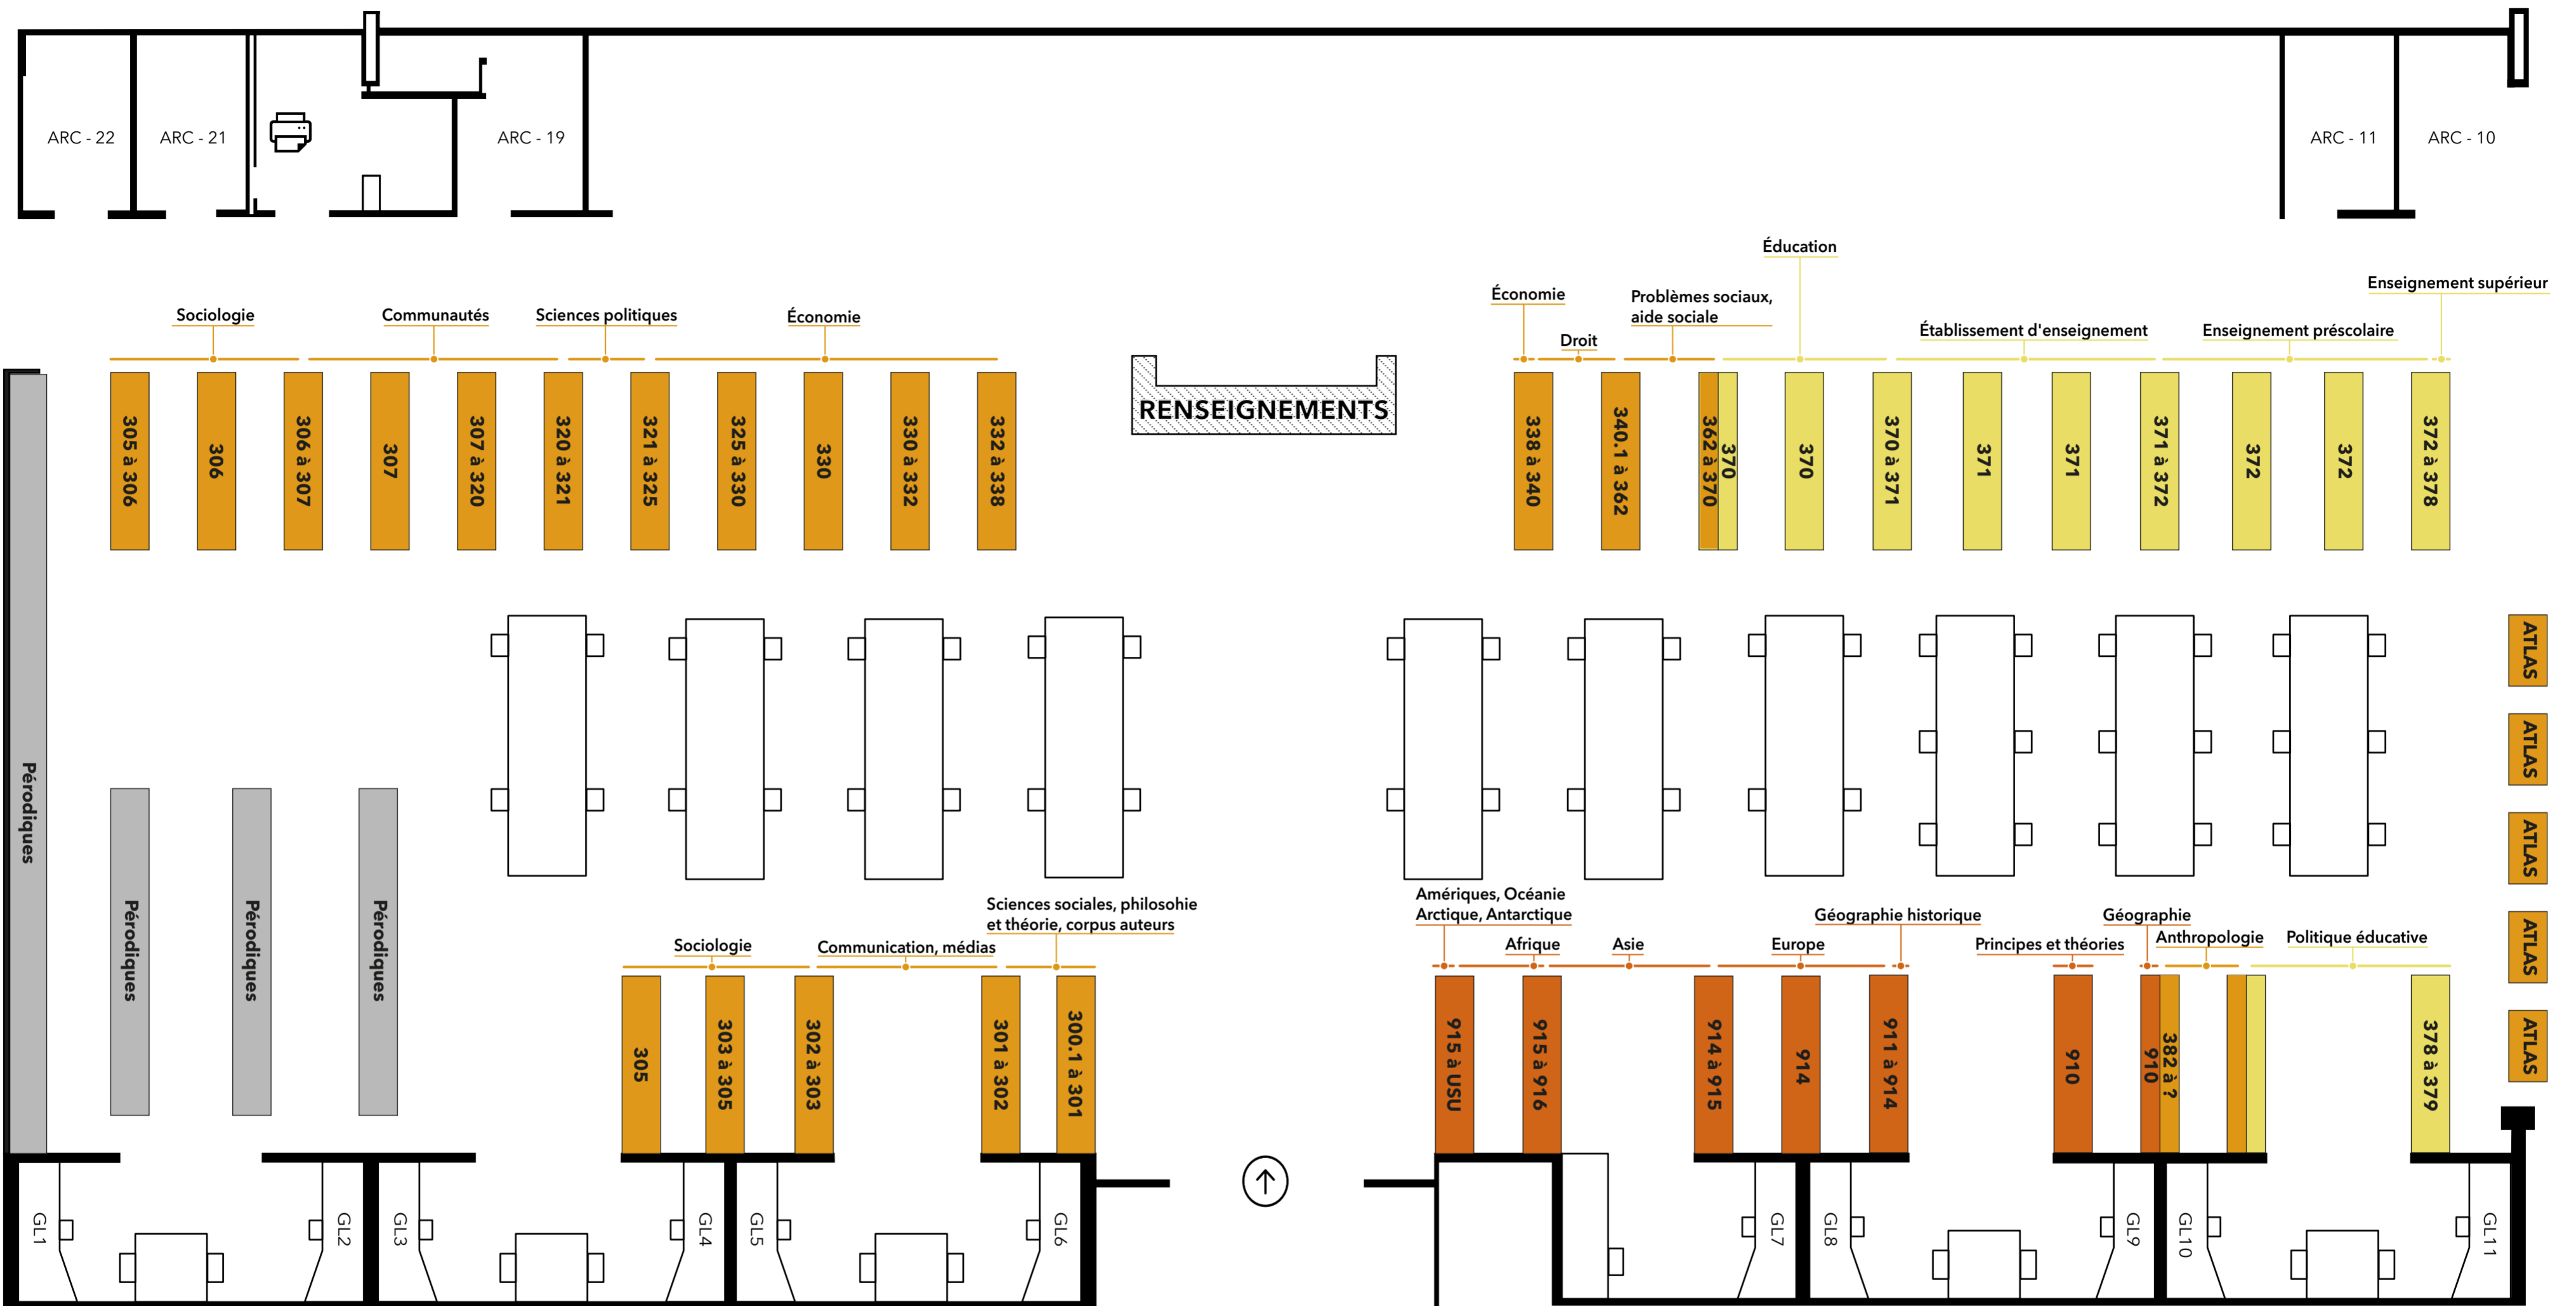 ARC - 22
ARC - 21
ARC - 19
ARC - 11
ARC - 10
Éducation
Enseignement supérieur
Économie
Problèmes sociaux,
aide sociale
Sociologie
Communautés
Sciences politiques
Économie
Droit
Établissement d'enseignement
Enseignement préscolaire
305 à 306
306
306 à 307
307
307 à 320
320 à 321
321 à 325
325 à 330
330
330 à 332
332 à 338
RENSEIGNEMENTS
338 à 340
340.1 à 362
362 à 370
370
370
370 à 371
371
371
371 à 372
372
372
372 à 378
ATLAS
ATLAS
ATLAS
ATLAS
ATLAS
Pérodiques
Pérodiques
Pérodiques
Pérodiques
Sociologie
Communication, médias
Sciences sociales, philosohie
et théorie, corpus auteurs
Amériques, Océanie
Arctique, Antarctique
Afrique
Asie
Europe
Géographie historique
Principes et théories
Géographie
Anthropologie
Politique éducative
305
303 à 305
302 à 303
301 à 302
300.1 à 301
915 à USU
915 à 916
914 à 915
914
911 à 914
910
910
382 à ?
378 à 379
GL1
GL2
GL3
GL4
GL5
GL6
GL7
GL8
GL9
GL10
GL11